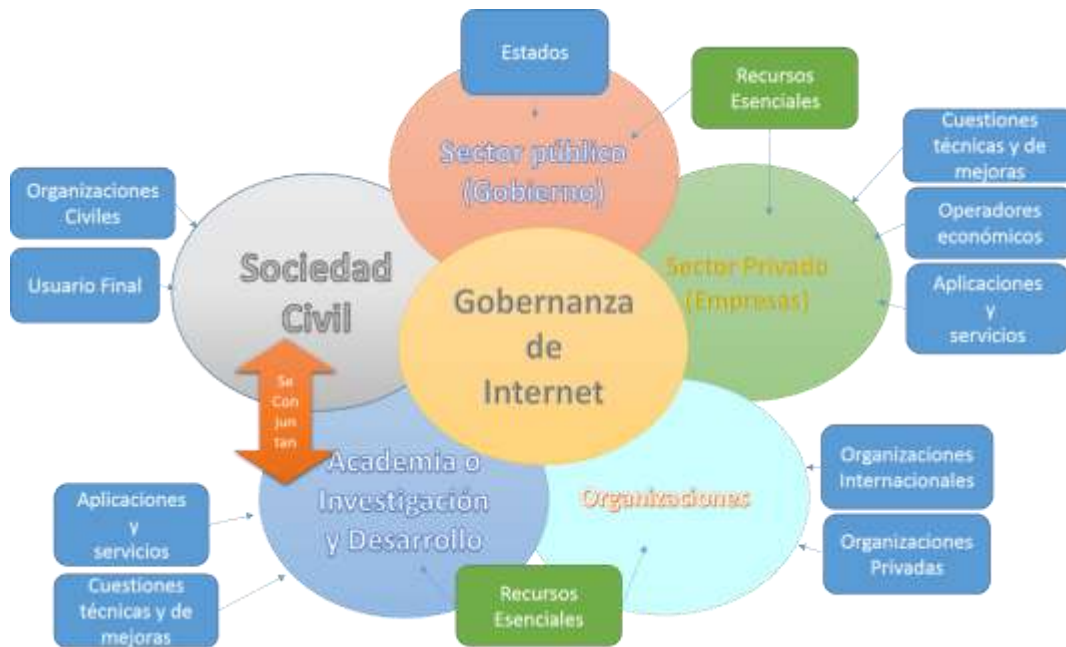 Estados
Recursos
Esenciales
Sector público
(Gobierno)
Cuestiones
técnicas y de
mejoras
Organizaciones
Civiles
Operadores
económicos
Usuario Final
Sociedad
Civil
Sector Privado
(Empresas)
Aplicaciones
y
servicios
Gobernanza
de
Internet
Se
Con
jun
tan
Academia o
Investigación
y Desarrollo
Organizaciones
Organizaciones
Internacionales
Aplicaciones
y
servicios
Organizaciones
Privadas
Cuestiones
técnicas y de
mejoras
Recursos
Esenciales